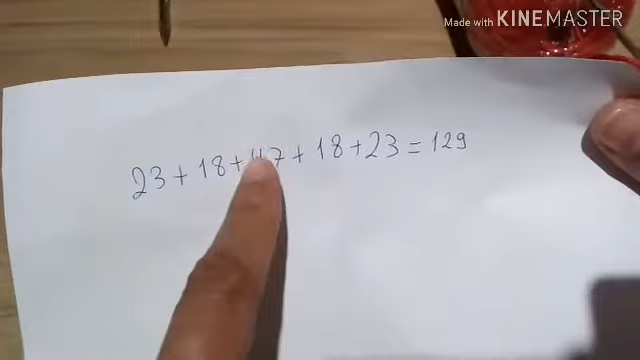 Made with KINEMASTER
23 + 18 + 47 + 18 + 23 = 129